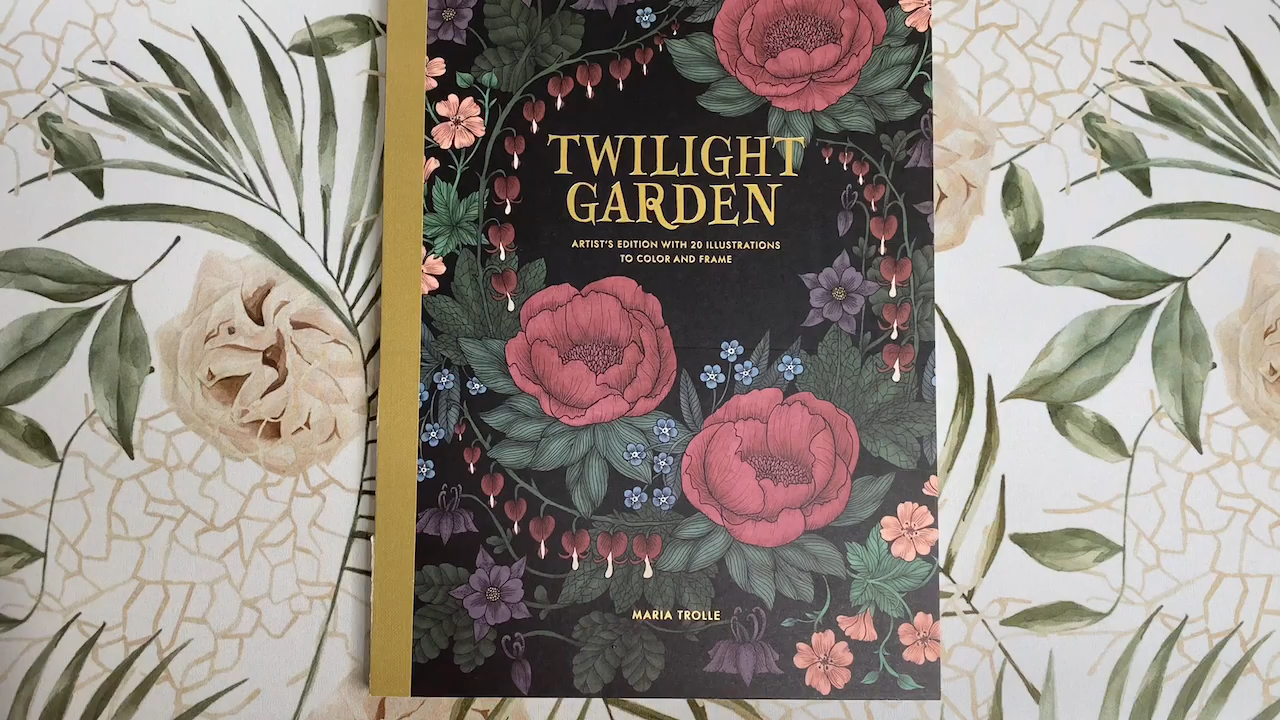 TWILIGHT
GARDEN
ARTIST'S EDITION WITH 20 ILLUSTRATIONS
TO COLOR AND FRAME
MARIA TROLLE